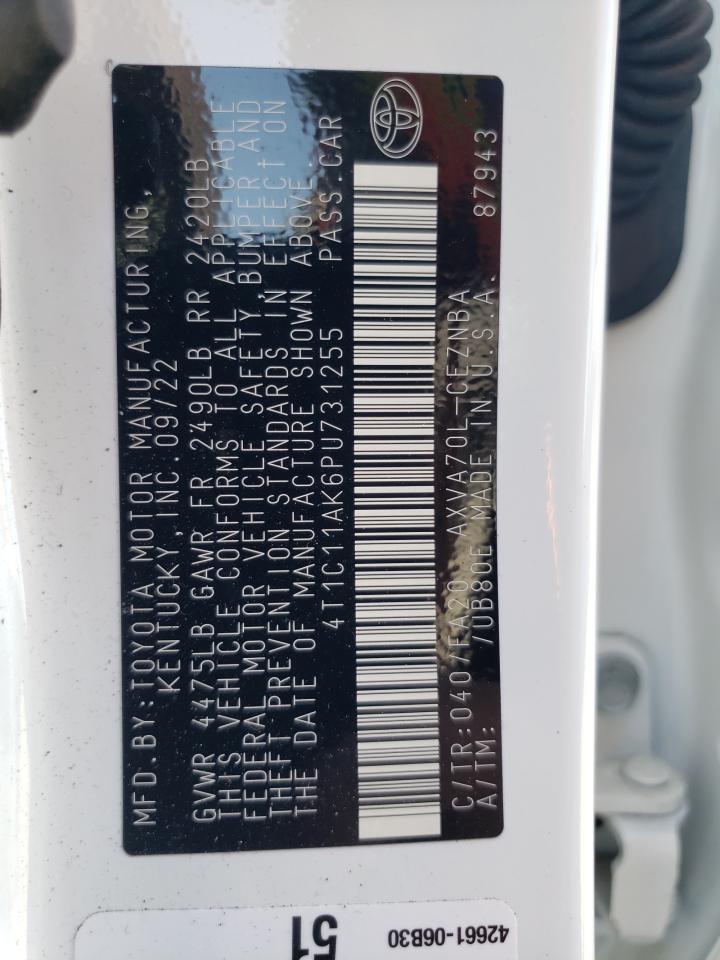 MFD.BY:TOYOTA MOTOR MANUFACTURING,
KENTUCKY,INC.09/22
GVWR 4475LB GAWR FR 2490LB RR 2420LB
THIS VEHICLE CONFORMS TO ALL APPLICABLE
FEDERAL MOTOR VEHICLE SAFETY, BUMPER AND
THEFT PREVENTION STANDARDS IN EFFECT ON
THE DATE OF MANUFACTURE SHOWN ABOVE.
4T1C11AK6PU731255 PASS.CAR
C/TR:040/FA20 AXVA70L-CEZNBA
A/TM: /UB80E MADE IN U.S.A. 87943
51
42661-06B30